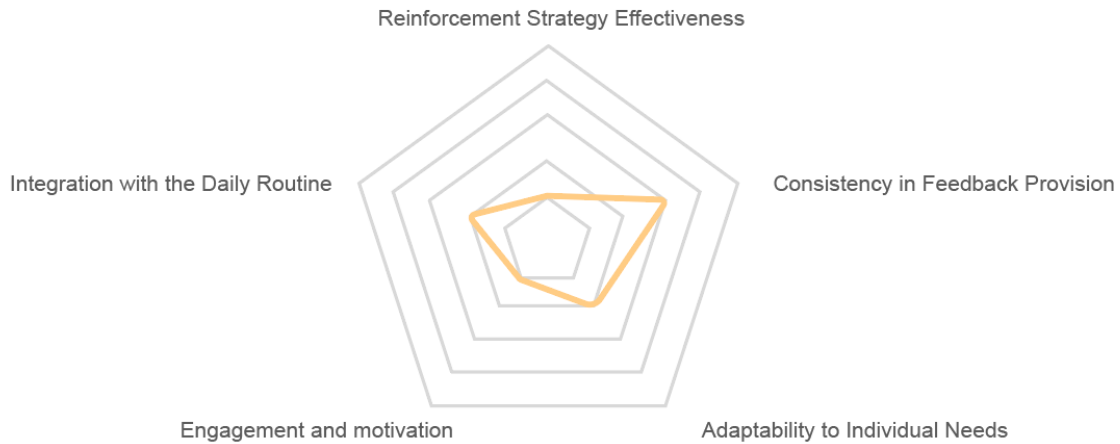 Reinforcement Strategy Effectiveness
Integration with the Daily Routine
Consistency in Feedback Provision
Engagement and motivation
Adaptability to Individual Needs